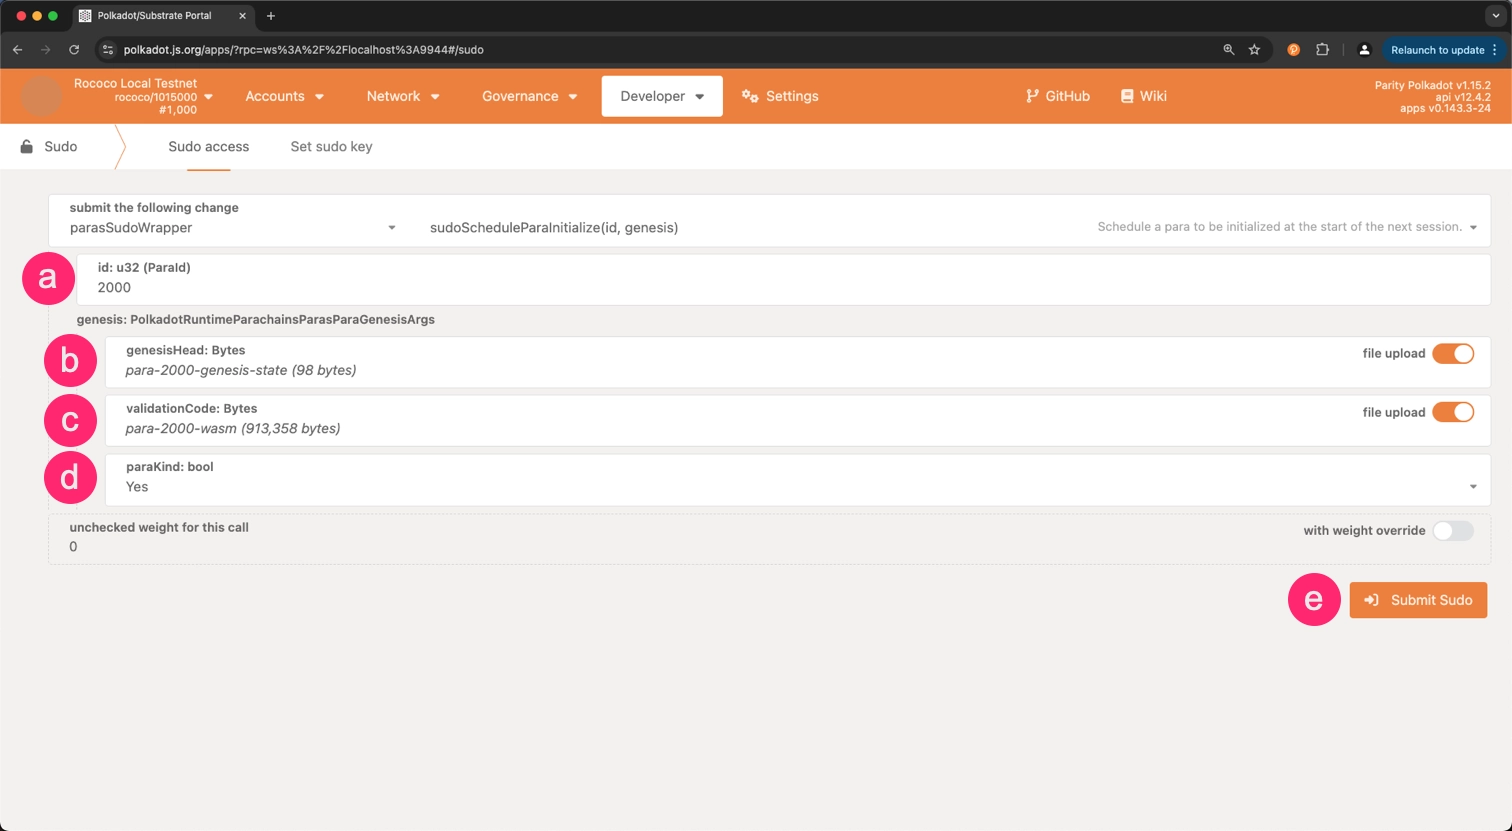 Polkadot/Substrate Portal
polkadot.js.org/apps/?rpc=ws%3A%2F%2Flocalhost%3A9944#/sudo
Relaunch to update
Rococo Local Testnet
rococo/1015000
#1,000
Accounts
Network
Governance
Developer
Settings
GitHub
Wiki
Parity Polkadot v1.15.2
api v12.4.2
apps v0.143.3-24
Sudo
Sudo access
Set sudo key
submit the following change
parasSudoWrapper
sudoScheduleParaInitialize(id, genesis)
Schedule a para to be initialized at the start of the next session.
a
id: u32 (ParaId)
2000
genesis: PolkadotRuntimeParachainsParasParaGenesisArgs
b
genesisHead: Bytes
para-2000-genesis-state (98 bytes)
file upload
c
validationCode: Bytes
para-2000-wasm (913,358 bytes)
file upload
d
paraKind: bool
Yes
unchecked weight for this call
0
with weight override
e
Submit Sudo